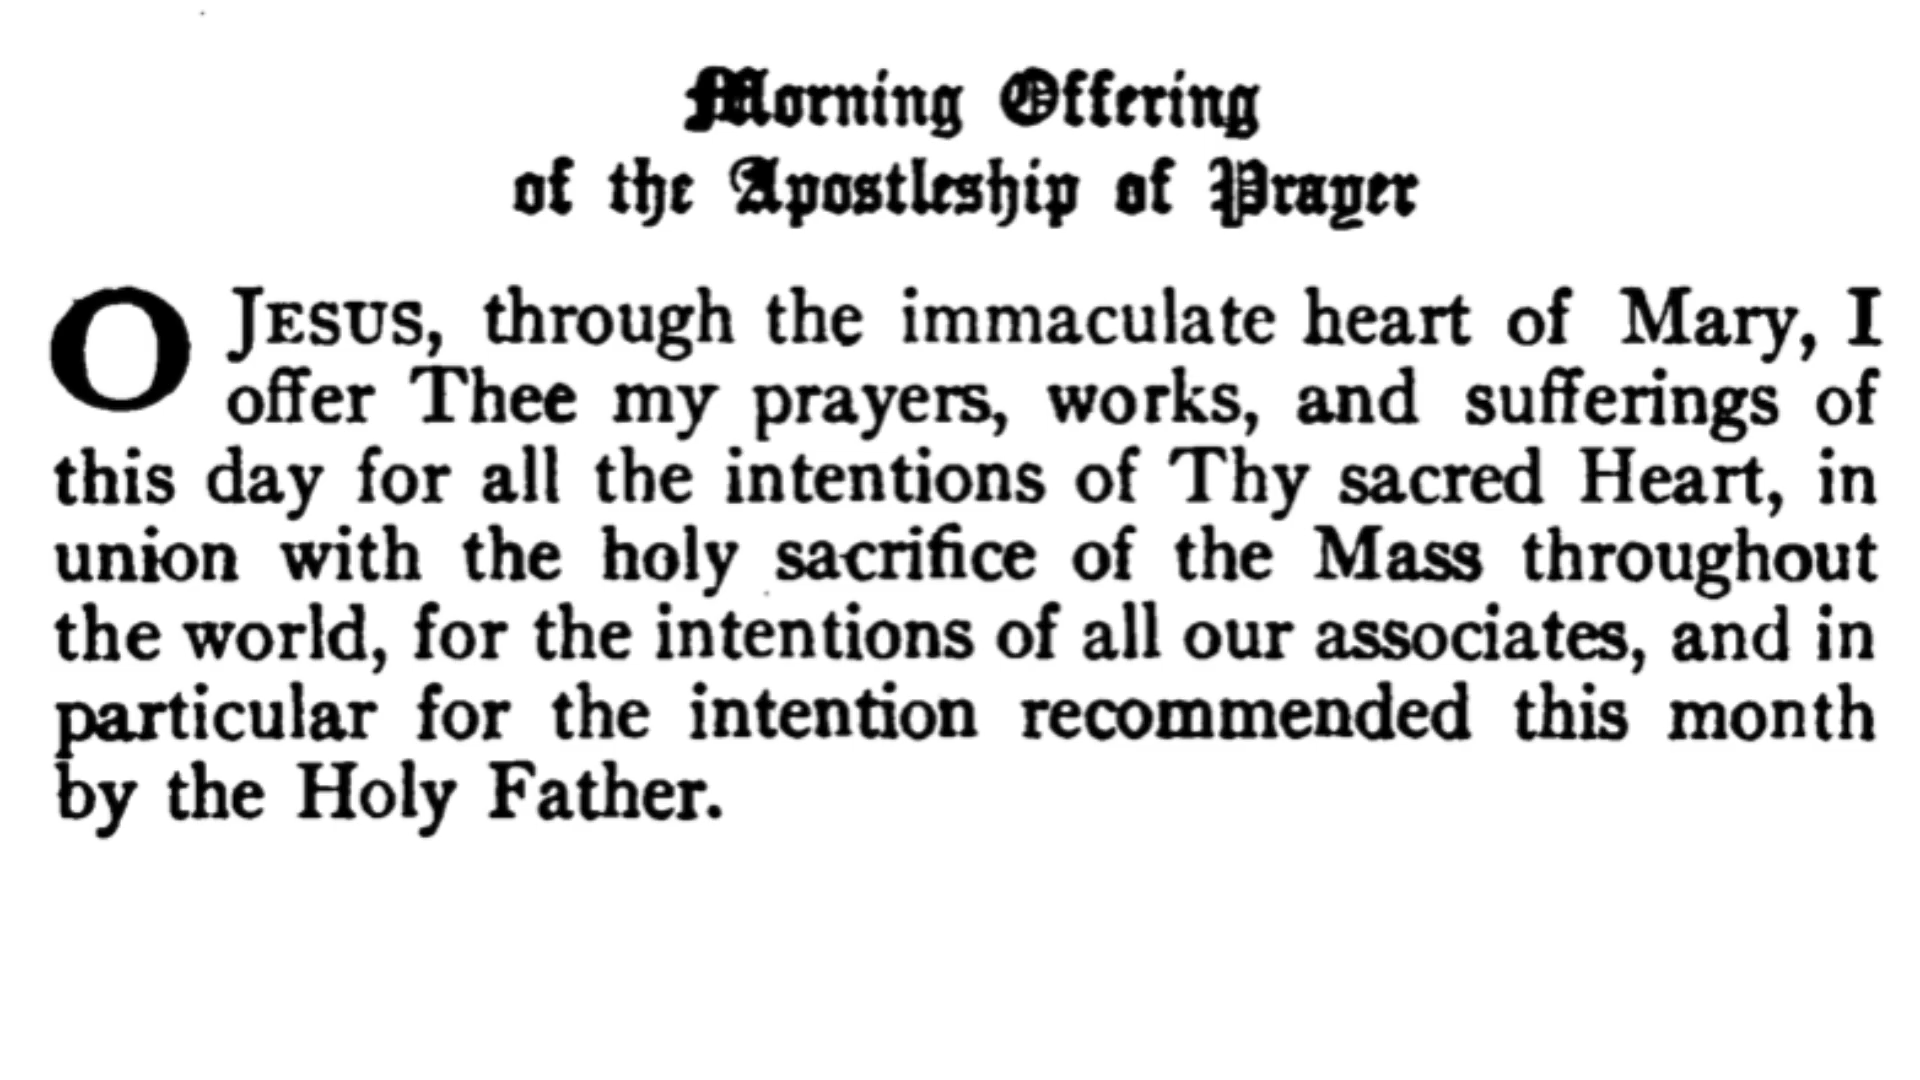 Morning Offering
of the Apostleship of Prayer
O JESUS, through the immaculate heart of Mary, I
offer Thee my prayers, works, and sufferings of
this day for all the intentions of Thy sacred Heart, in
union with the holy sacrifice of the Mass throughout
the world, for the intentions of all our associates, and in
particular for the intention recommended this month
by the Holy Father.